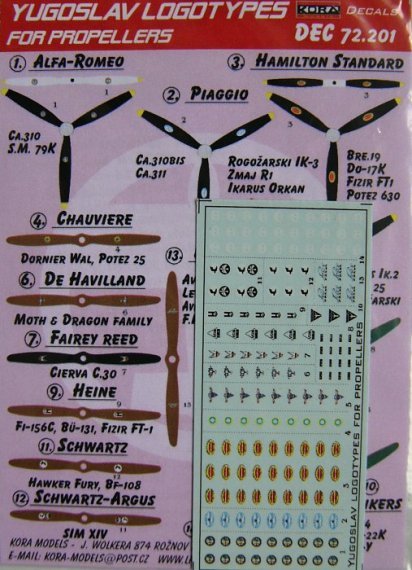 YUGOSLAV LOGOTYPES
FOR PROPELLERS
KORA DECALS
DEC 72.201
1. ALFA-ROMEO
CA.310
S.M. 79K
2. PIAGGIO
CA.310BIS
CA.311
ROGOŽARSKI IK-3
ZMAJ R1
IKARUS ORKAN
3. HAMILTON STANDARD
BRE.19
DO-17K
FIZIR FT1
POTEZ 630
4. CHAUVIERE
DORNIER WAL, POTEZ 25
6. DE HAVILLAND
MOTH & DRAGON FAMILY
7. FAIREY REED
CIERVA C.30
9. HEINE
FI-156C, BÜ-131, FIZIR FT-1
11. SCHWARTZ
HAWKER FURY, BF-108
12. SCHWARTZ-ARGUS
SIM XIV
13.
KORA MODELS - J. WOLKERA 874 ROŽNOV
E-MAIL: KORA-MODELS@POST.CZ
YUGOSLAV LOGOTYPES FOR PROPELLERS